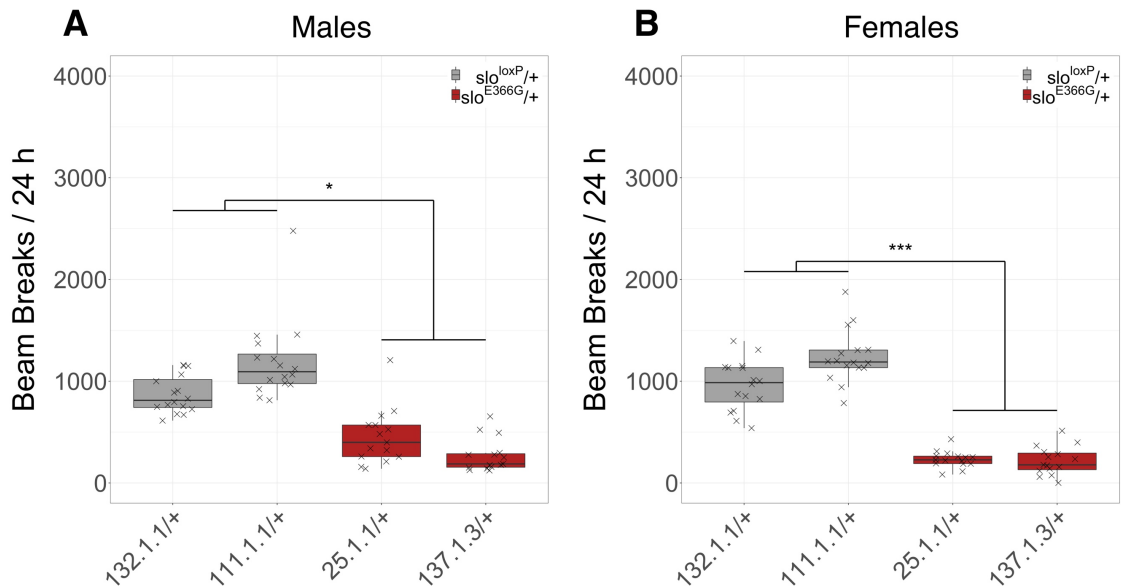 A
Males
slo^loxP/+
slo^E366G/+
Beam Breaks / 24 h
4000
3000
2000
1000
0
*
132.1.1/+
111.1.1/+
25.1.1/+
137.1.3/+
B
Females
slo^loxP/+
slo^E366G/+
Beam Breaks / 24 h
4000
3000
2000
1000
0
***
132.1.1/+
111.1.1/+
25.1.1/+
137.1.3/+